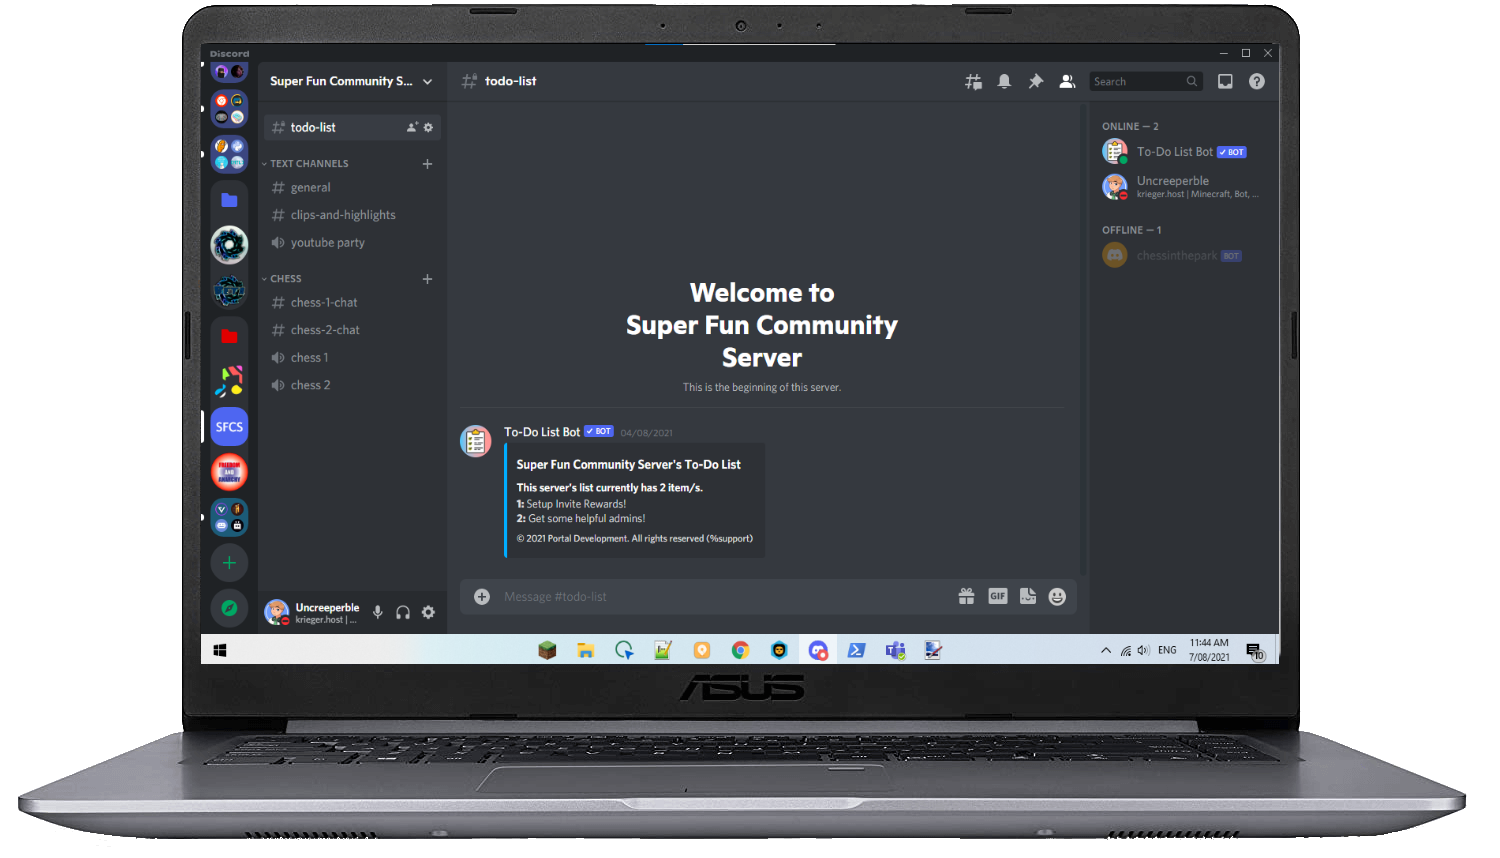 Discord
Super Fun Community S...
todo-list
Search
todo-list
TEXT CHANNELS
general
clips-and-highlights
youtube party
CHESS
chess-1-chat
chess-2-chat
chess 1
chess 2
SFCS
FREEDOM
AND
ANARCHY
Uncreeperble
krieger.host | ...
Welcome to
Super Fun Community
Server
This is the beginning of this server.
To-Do List Bot ✓ BOT 04/08/2021
Super Fun Community Server's To-Do List
This server's list currently has 2 item/s.
1: Setup Invite Rewards!
2: Get some helpful admins!
© 2021 Portal Development. All rights reserved (%support)
Message #todo-list
GIF
ONLINE — 2
To-Do List Bot ✓ BOT
Uncreeperble
krieger.host | Minecraft, Bot, ...
OFFLINE — 1
chessinthepark BOT
ENG
11:44 AM
7/08/2021
10
ASUS